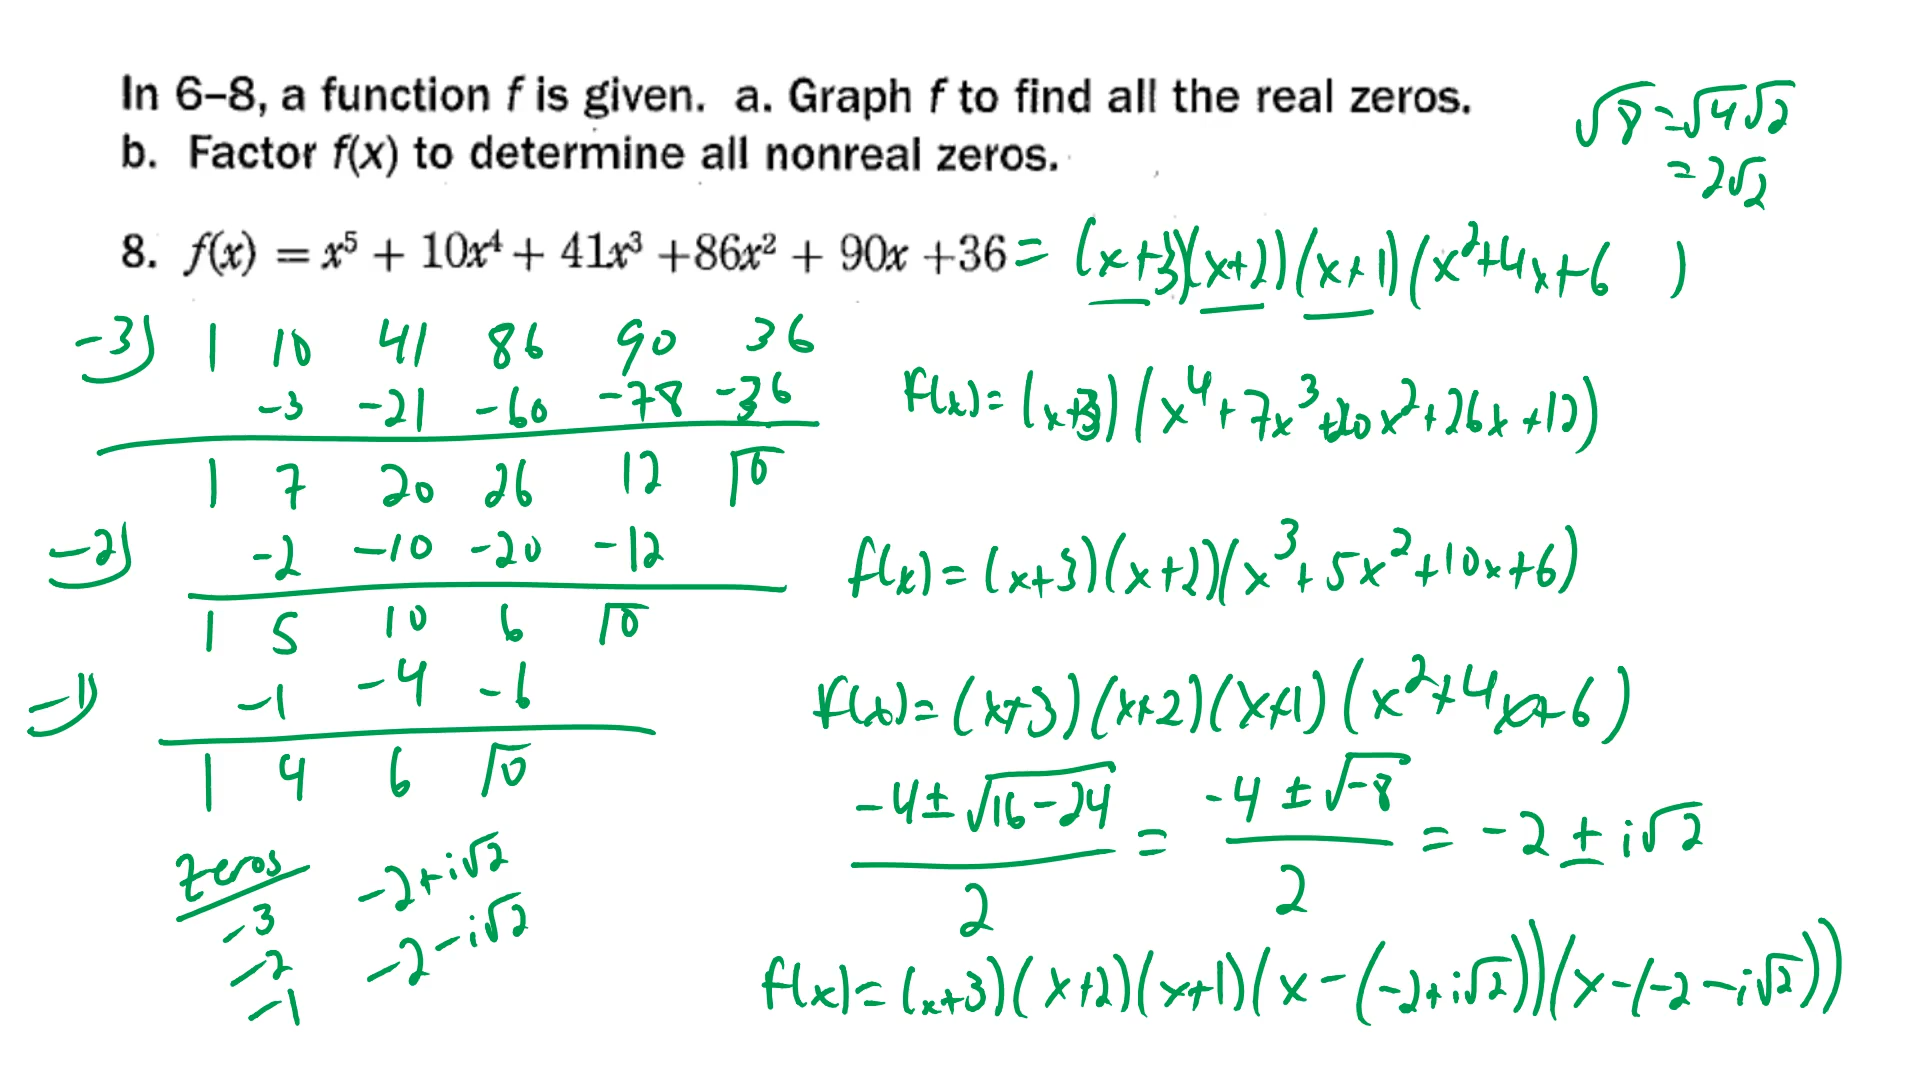 In 6–8, a function f is given. a. Graph f to find all the real zeros.
b. Factor f(x) to determine all nonreal zeros.
√8 = √4√2
= 2√2
8. f(x) = x⁵ + 10x⁴ + 41x³ +86x² + 90x +36 = (x+3)(x+2)(x+1)(x²+4x+6 )
-3) 1 10 41 86 90 36
-3 -21 -60 -78 -36
f(x)= (x+3)(x⁴+7x³+20x²+26x+12)
1 7 20 26 12 0
-2) -2 -10 -20 -12
f(x)=(x+3)(x+2)(x³+5x²+10x+6)
1 5 10 6 0
-1) -1 -4 -6
f(x)=(x+3)(x+2)(x+1)(x²+4x+6)
1 4 6 0
-4±√16-24 / 2 = -4±√-8 / 2 = -2 ± i√2
zeros
-3
-2
-1
-2+i√2
-2-i√2
f(x)=(x+3)(x+2)(x+1)(x-(-2+i√2))(x-(-2-i√2))